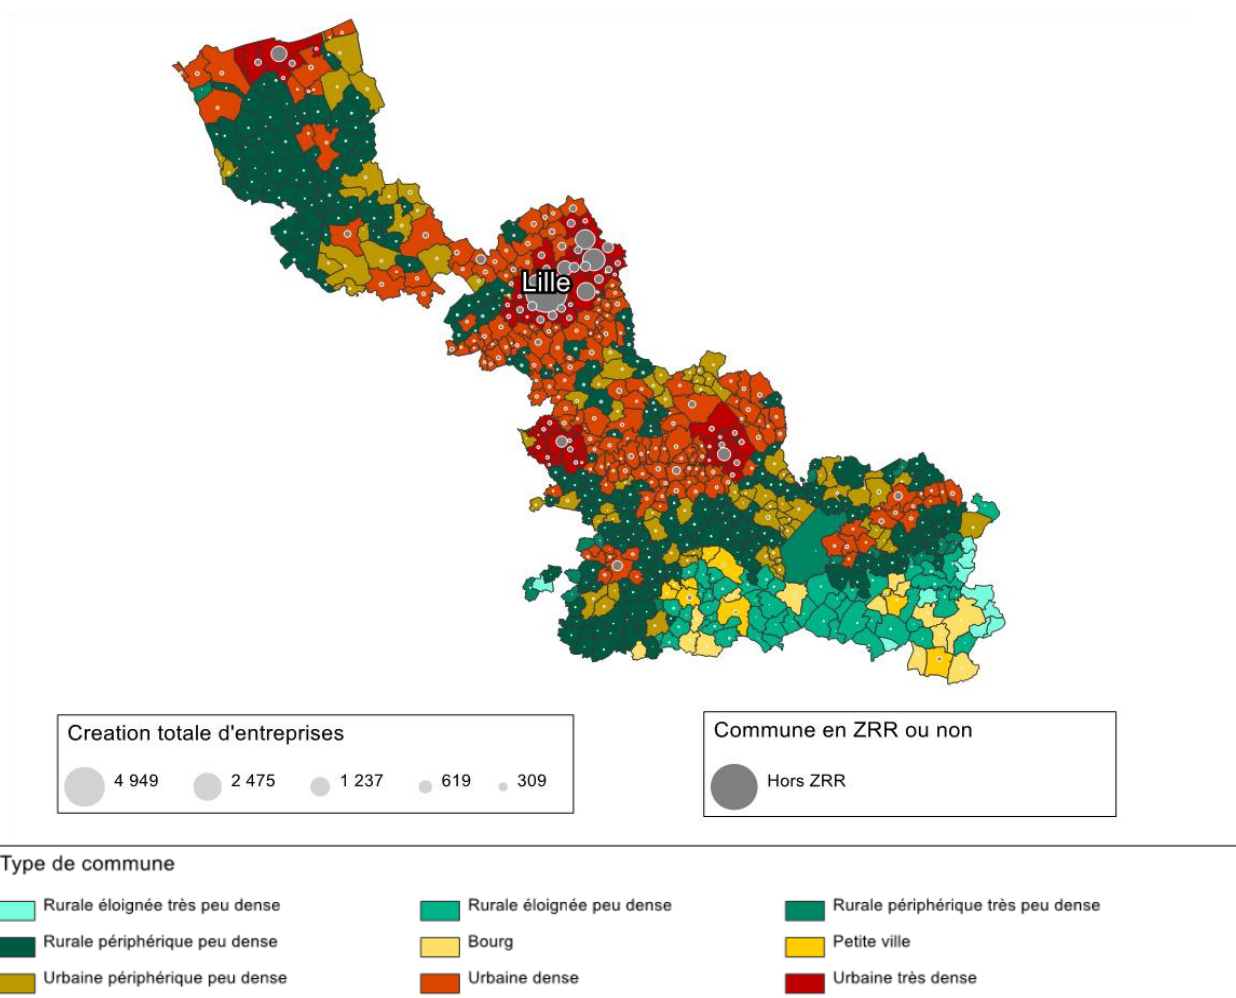 Lille
Creation totale d'entreprises
4 949 2 475 1 237 619 309
Commune en ZRR ou non
Hors ZRR
Type de commune
Rurale éloignée très peu dense Rurale éloignée peu dense Rurale périphérique très peu dense
Rurale périphérique peu dense Bourg Petite ville
Urbaine périphérique peu dense Urbaine dense Urbaine très dense